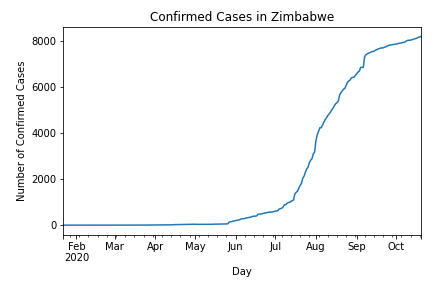 Confirmed Cases in Zimbabwe
Number of Confirmed Cases
8000
6000
4000
2000
0
Feb Mar Apr May Jun Jul Aug Sep Oct
2020
Day